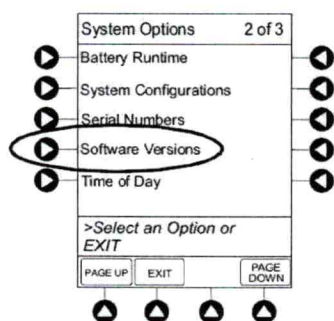 System Options 2 of 3
Battery Runtime
System Configurations
Serial Numbers
Software Versions
Time of Day
>Select an Option or
EXIT
PAGE UP EXIT PAGE
DOWN